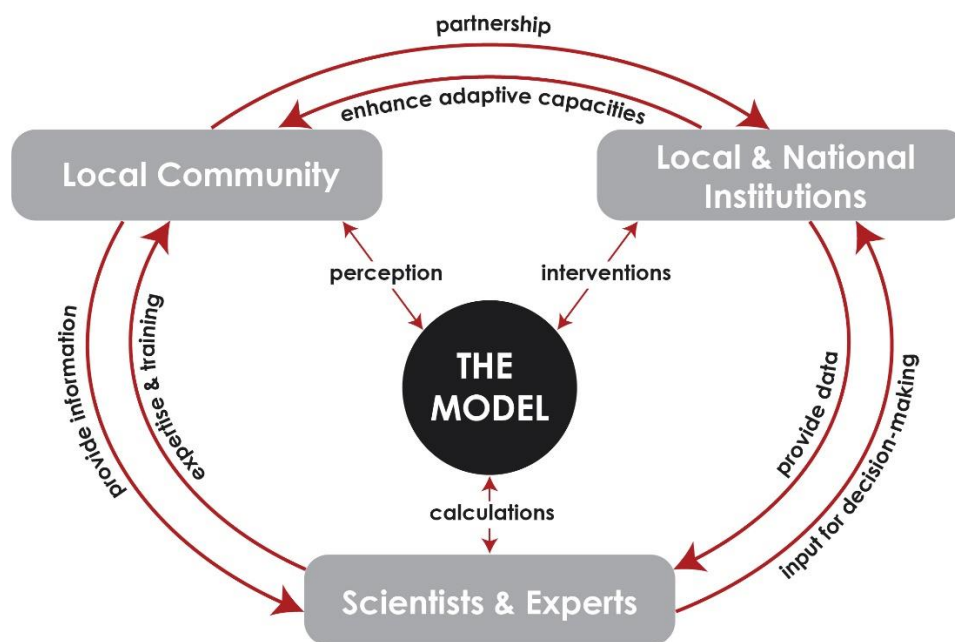 partnership
enhance adaptive capacities
Local Community
Local & National
Institutions
perception
interventions
provide information
expertise & training
THE
MODEL
provide data
input for decision-making
calculations
Scientists & Experts